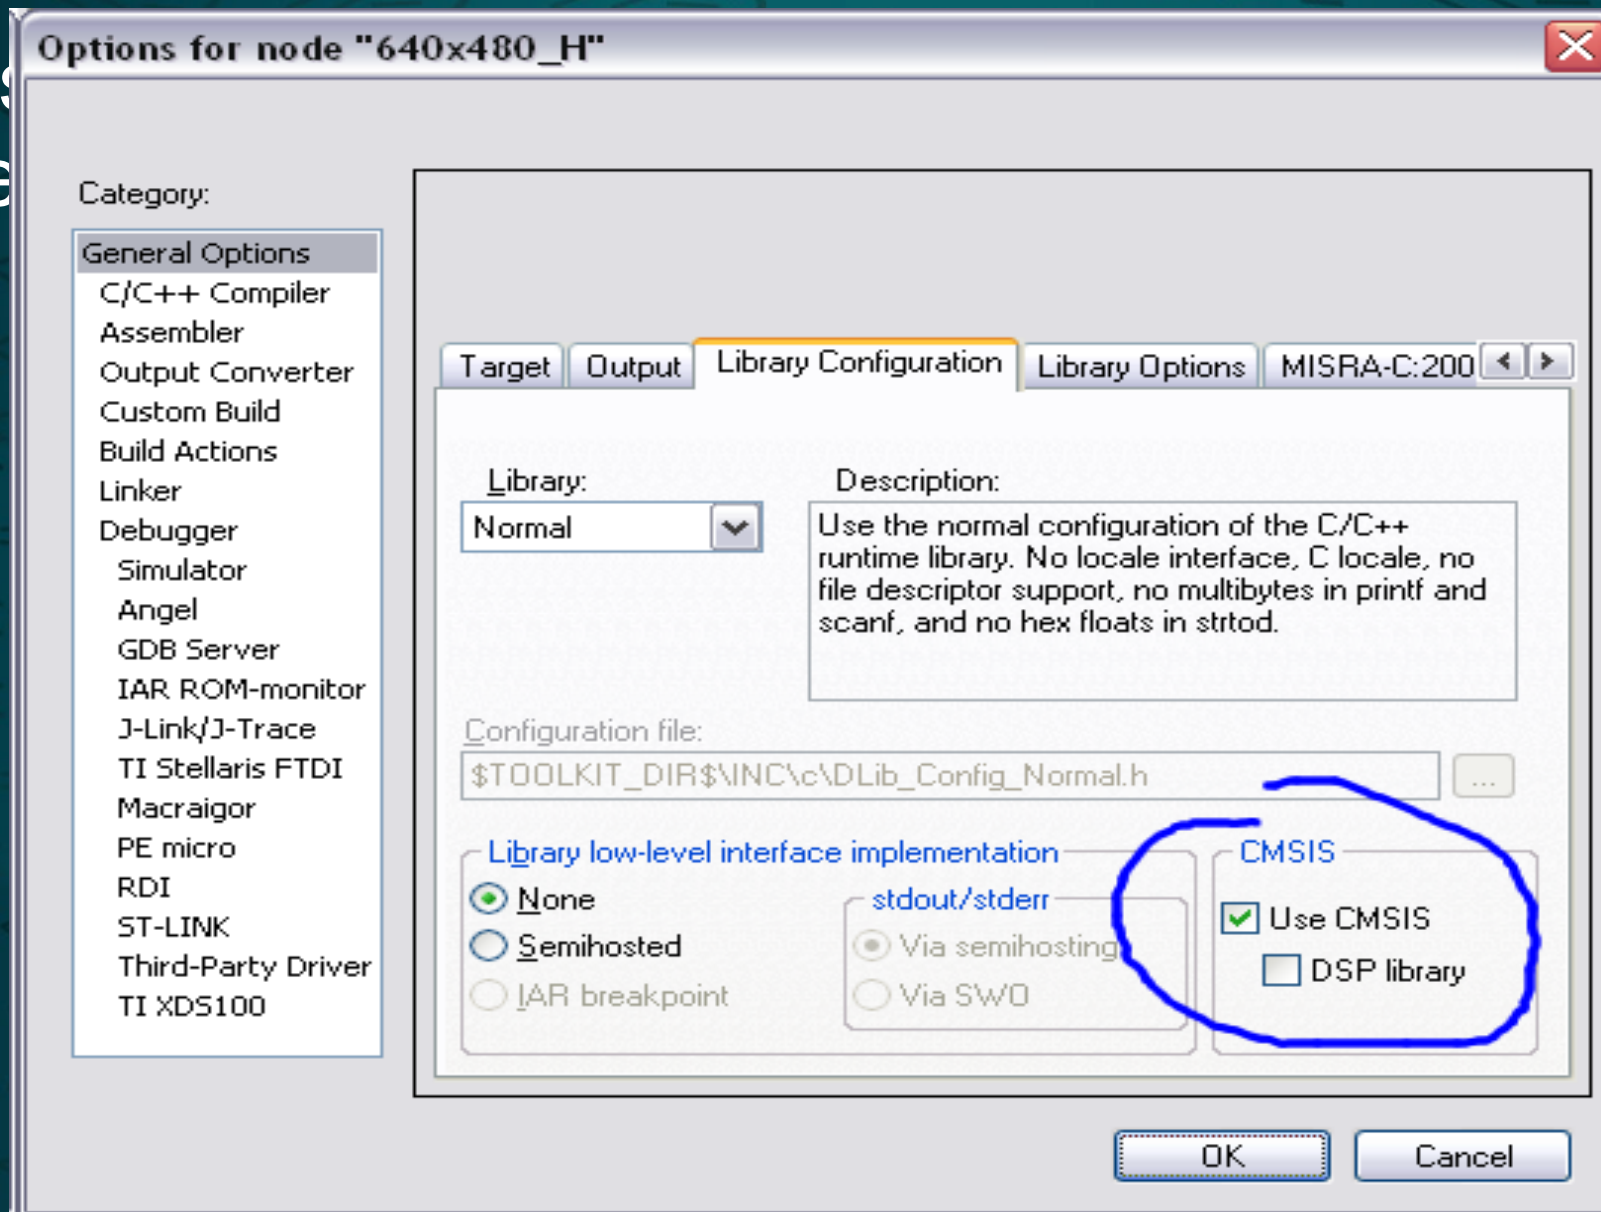 Options for node "640x480_H"
Category:
General Options
C/C++ Compiler
Assembler
Output Converter
Custom Build
Build Actions
Linker
Debugger
Simulator
Angel
GDB Server
IAR ROM-monitor
J-Link/J-Trace
TI Stellaris FTDI
Macraigor
PE micro
RDI
ST-LINK
Third-Party Driver
TI XDS100
Target Output Library Configuration Library Options MISRA-C:200
Library:
Normal
Description:
Use the normal configuration of the C/C++
runtime library. No locale interface, C locale, no
file descriptor support, no multibytes in printf and
scanf, and no hex floats in strtod.
Configuration file:
$TOOLKIT_DIR$\INC\c\DLib_Config_Normal.h
...
Library low-level interface implementation
None
Semihosted
IAR breakpoint
stdout/stderr
Via semihosting
Via SWO
CMSIS
Use CMSIS
DSP library
OK Cancel